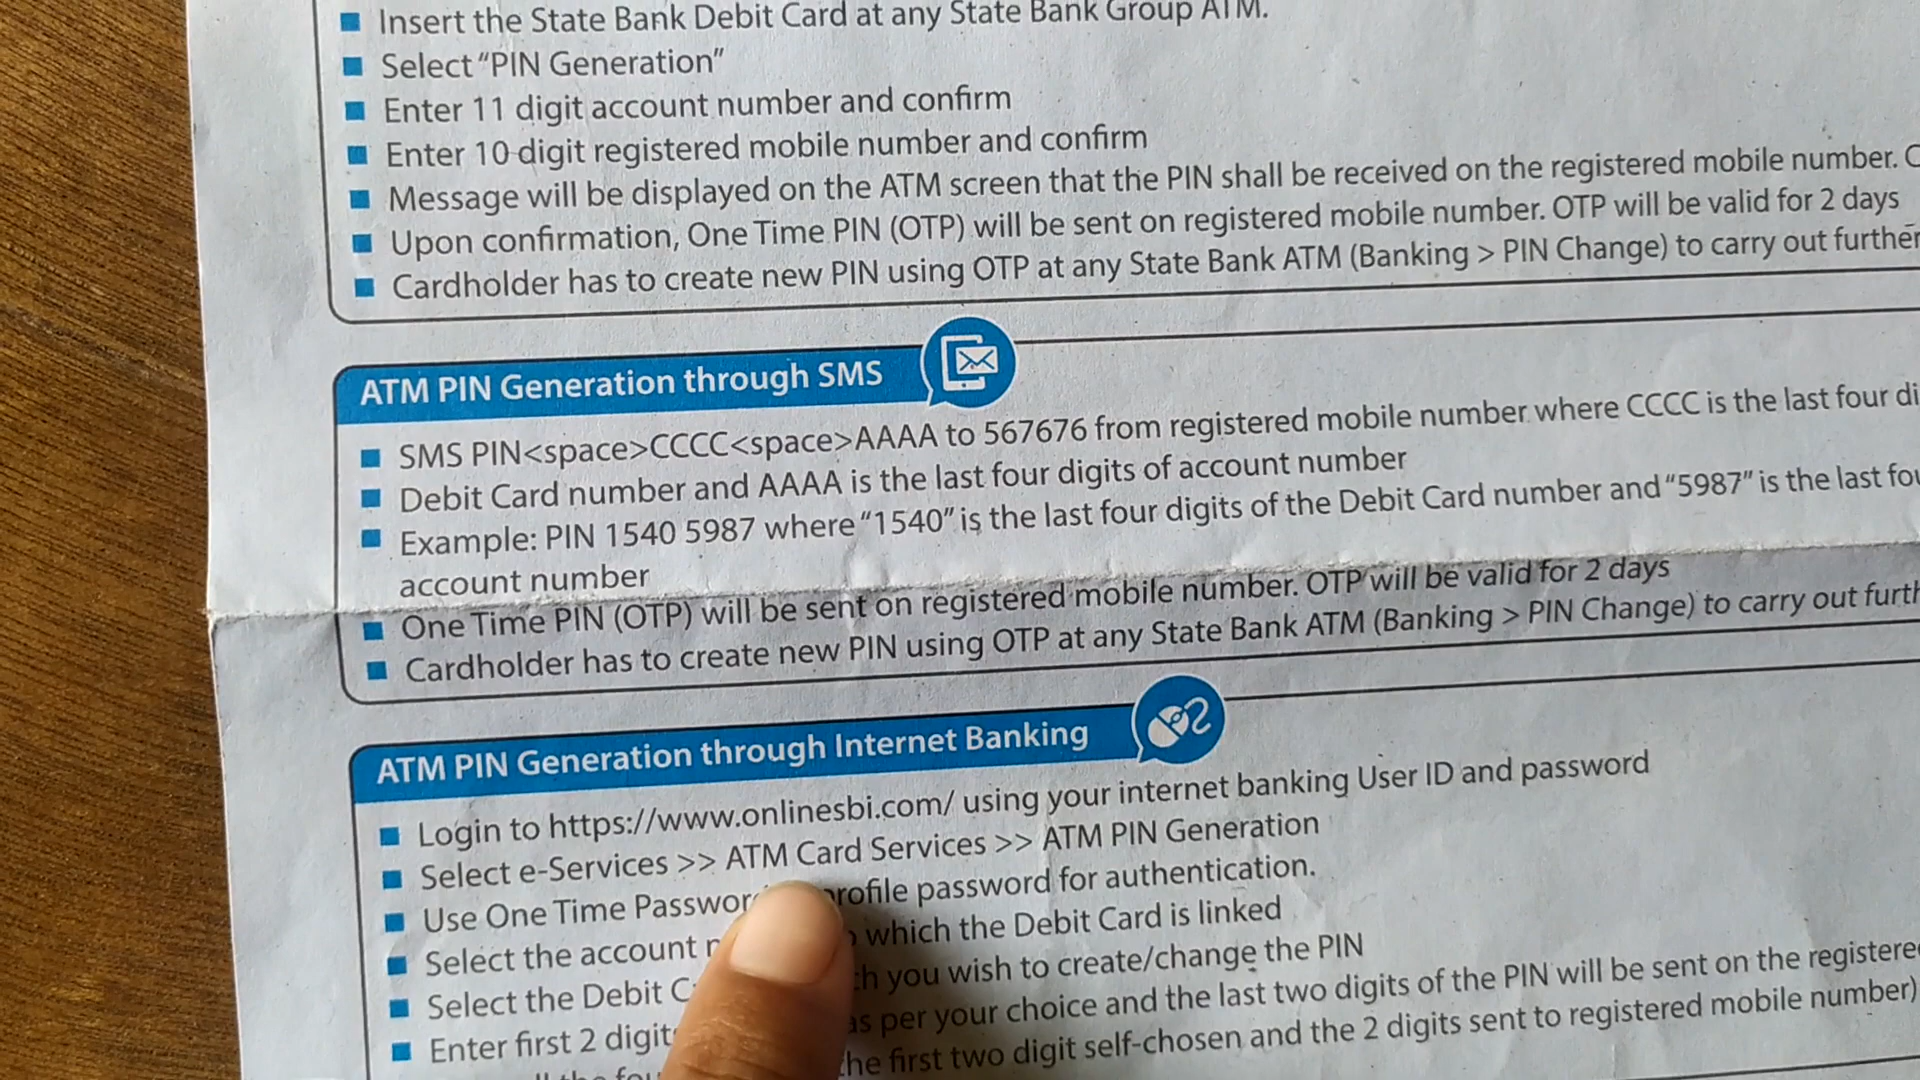 Insert the State Bank Debit Card at any State Bank Group ATM.
Select "PIN Generation"
Enter 11 digit account number and confirm
Enter 10 digit registered mobile number and confirm
Message will be displayed on the ATM screen that the PIN shall be received on the registered mobile number.
Upon confirmation, One Time PIN (OTP) will be sent on registered mobile number. OTP will be valid for 2 days
Cardholder has to create new PIN using OTP at any State Bank ATM (Banking > PIN Change) to carry out further
ATM PIN Generation through SMS
SMS PIN<space>CCCC<space>AAAA to 567676 from registered mobile number where CCCC is the last four
Debit Card number and AAAA is the last four digits of account number
Example: PIN 1540 5987 where "1540" is the last four digits of the Debit Card number and "5987" is the last
account number
One Time PIN (OTP) will be sent on registered mobile number. OTP will be valid for 2 days
Cardholder has to create new PIN using OTP at any State Bank ATM (Banking > PIN Change) to carry out
ATM PIN Generation through Internet Banking
Login to https://www.onlinesbi.com/ using your internet banking User ID and password
Select e-Services >> ATM Card Services >> ATM PIN Generation
Use One Time Password profile password for authentication.
Select the account which the Debit Card is linked
Select the Debit you wish to create/change the PIN
Enter first 2 digits as per your choice and the last two digits of the PIN will be sent on the registered
the first two digit self-chosen and the 2 digits sent to registered mobile number)